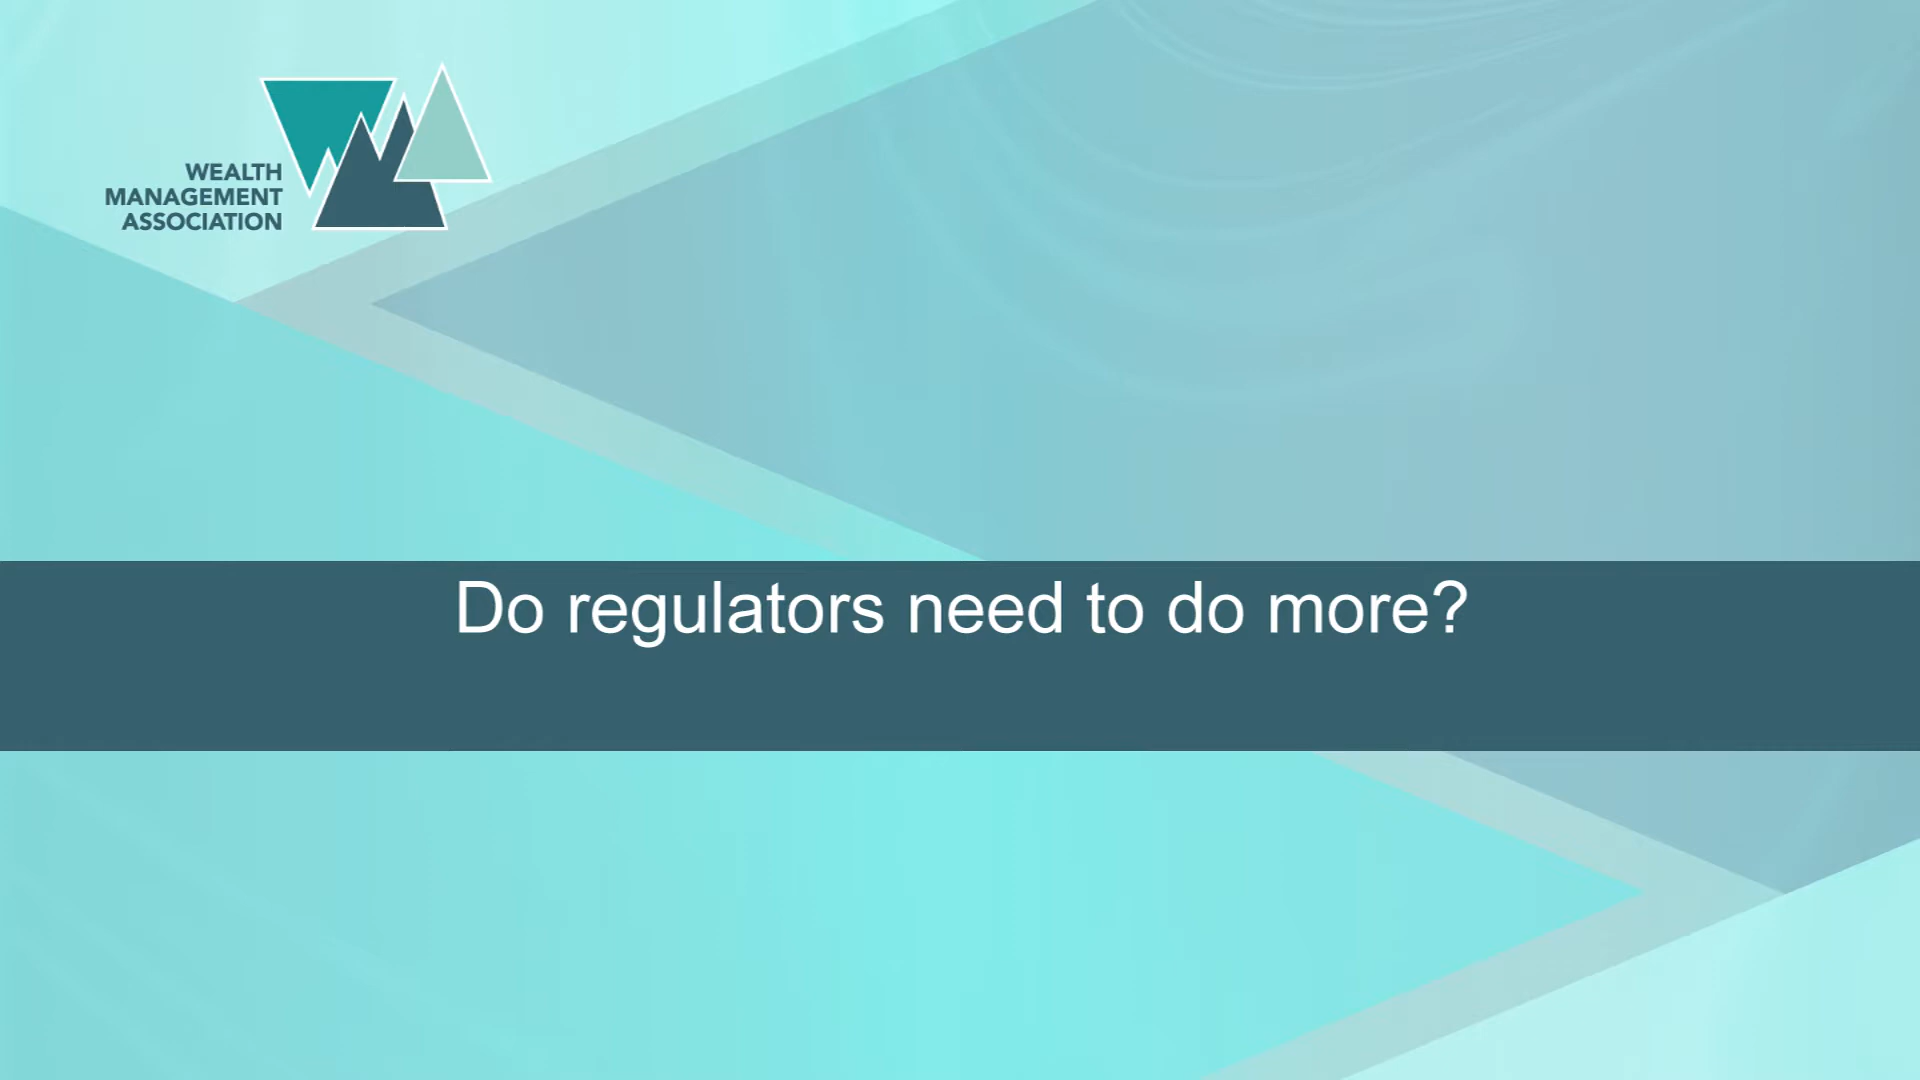 WEALTH
MANAGEMENT
ASSOCIATION
Do regulators need to do more?